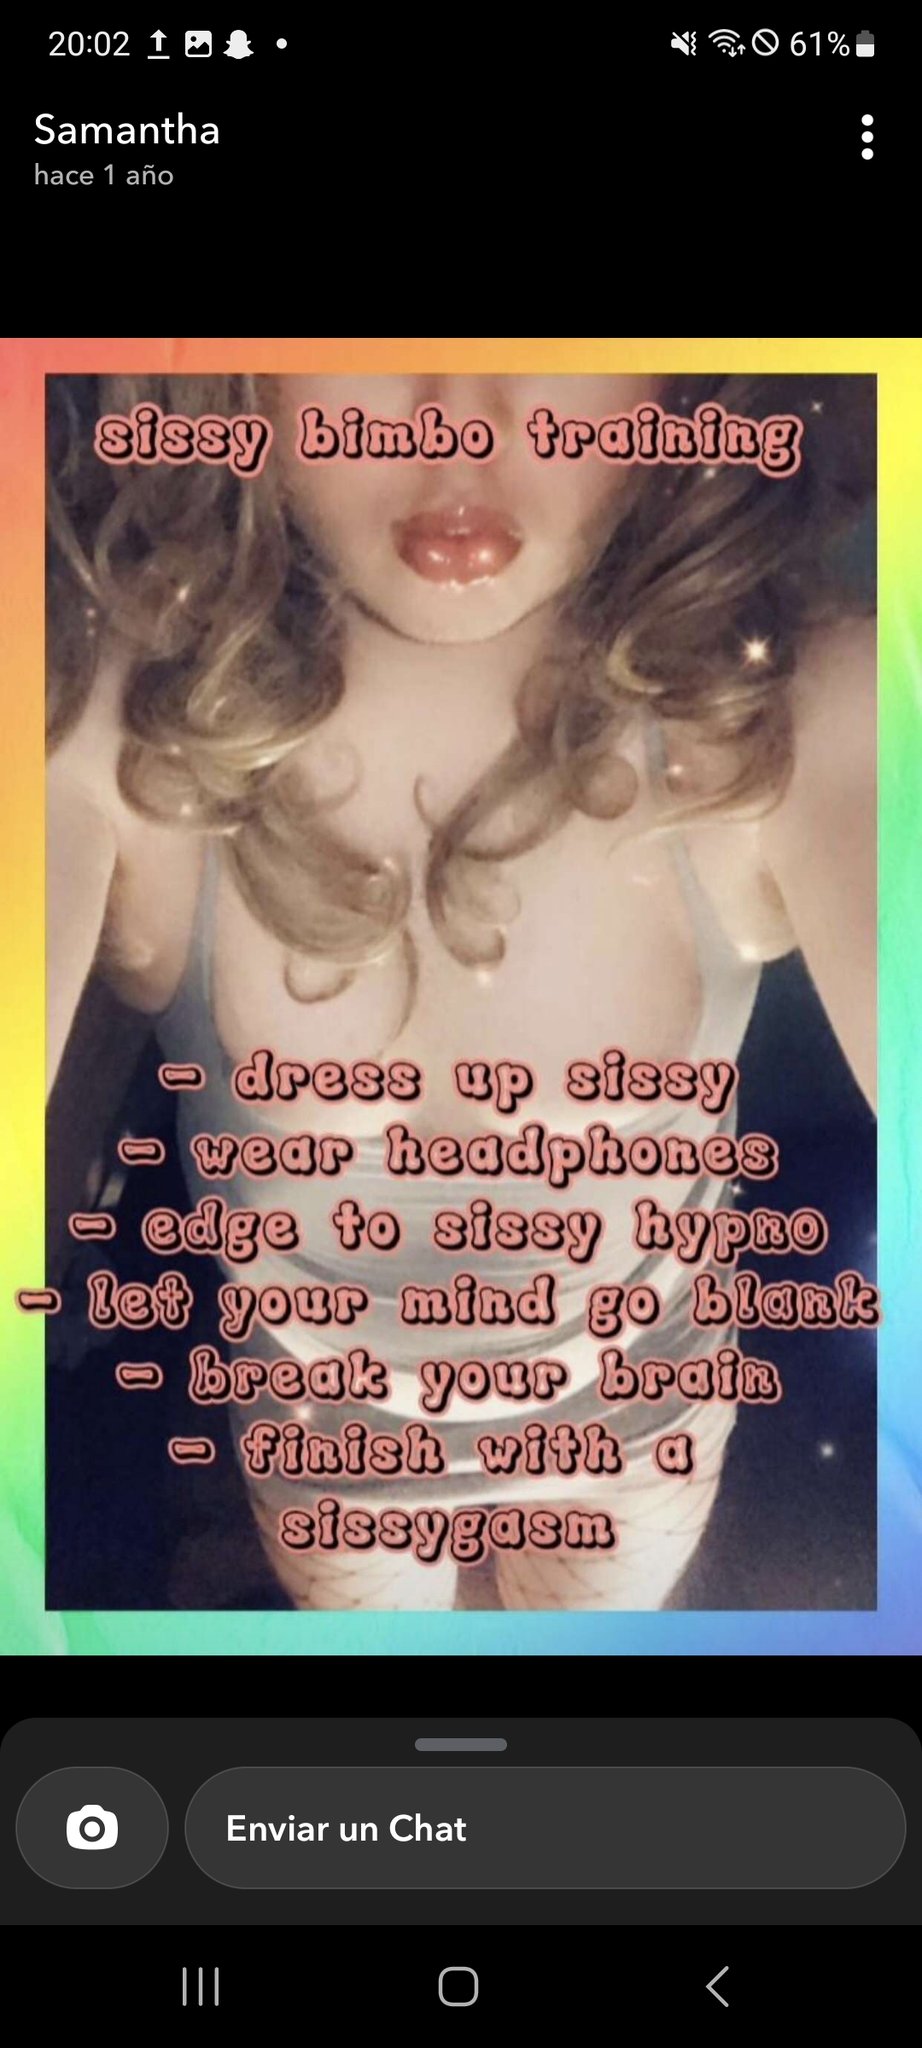 20:02 61%
Samantha
hace 1 año
sissy bimbo training
- dress up sissy
- wear headphones
- edge to sissy hypno
- let your mind go blank
- break your brain
- finish with a
sissygasm
Enviar un Chat